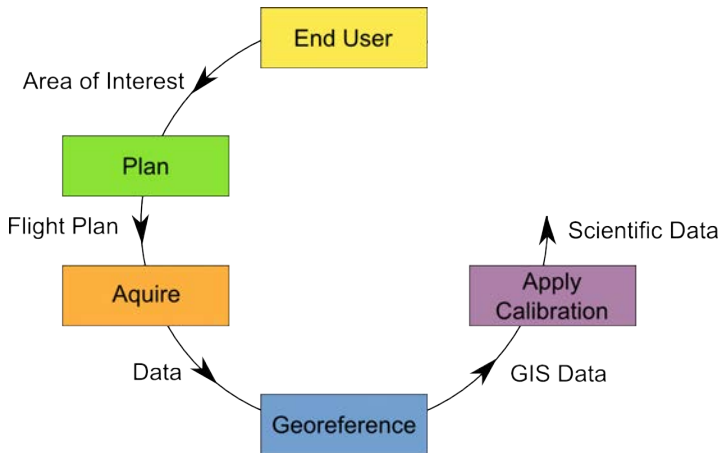 End User
Area of Interest
Plan
Flight Plan
Scientific Data
Aquire
Apply
Calibration
Data
GIS Data
Georeference